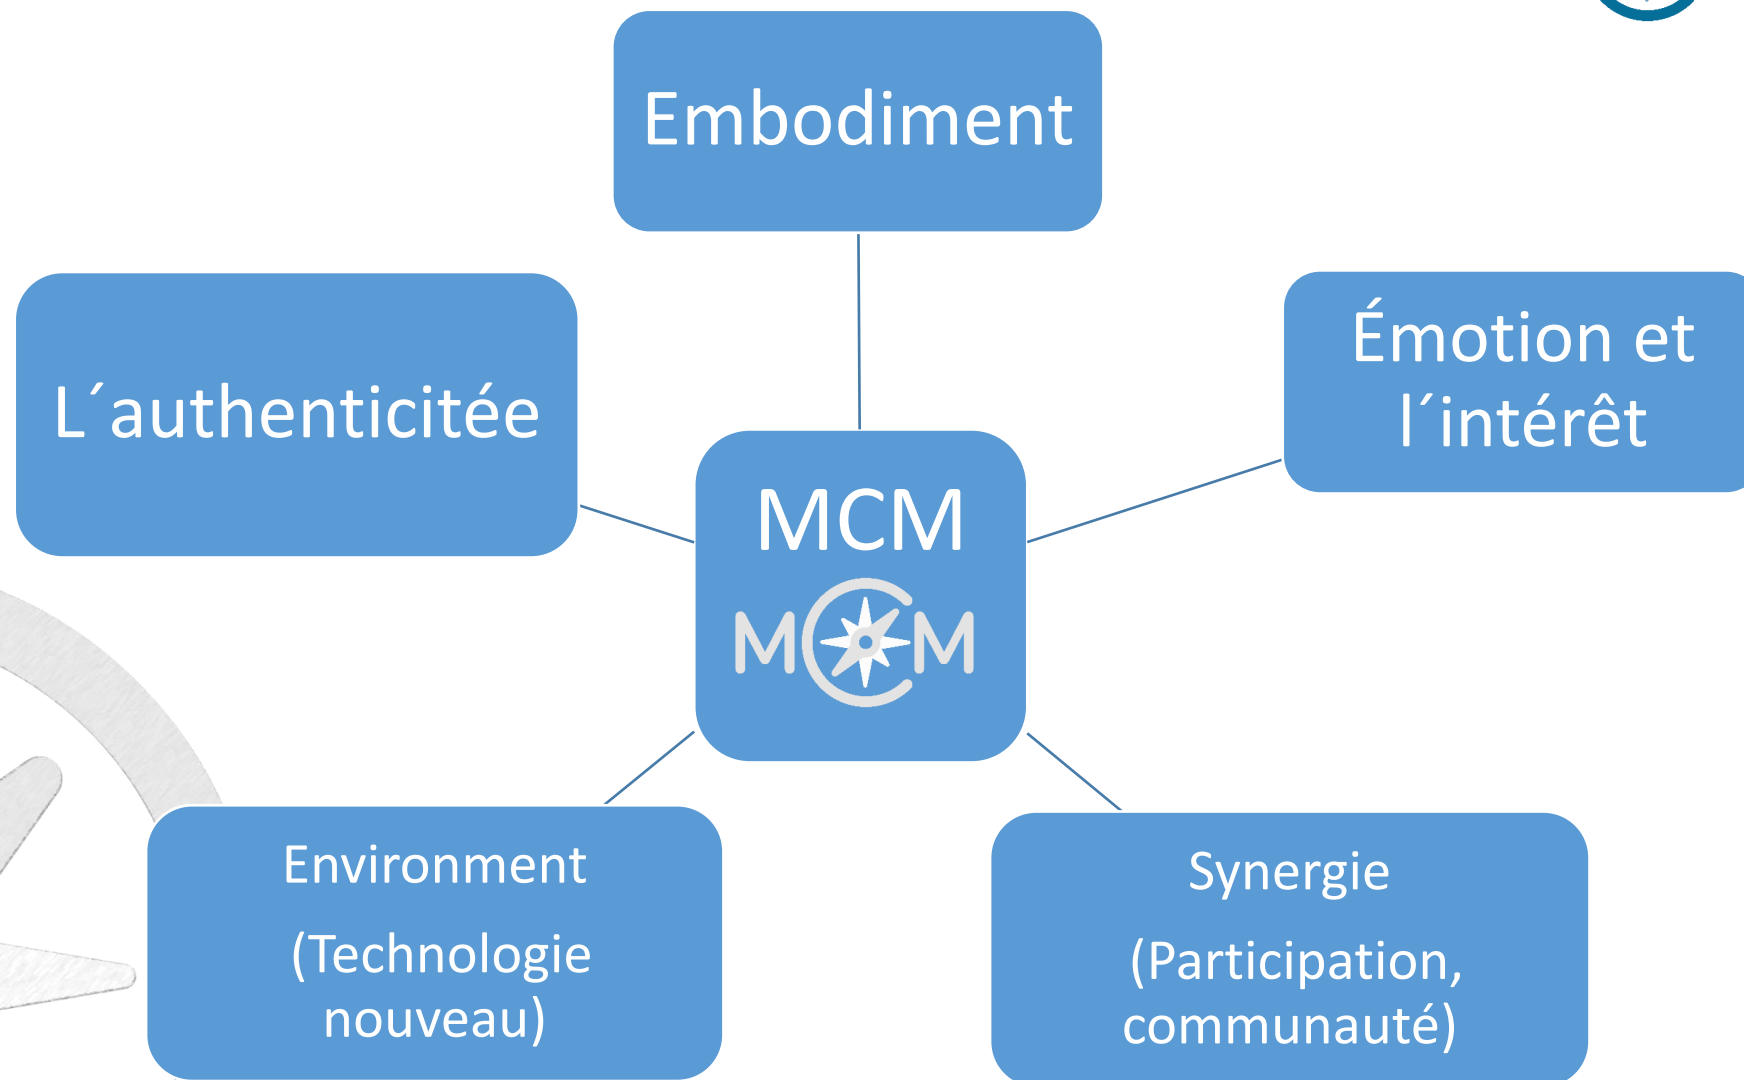 Embodiment
L´authenticitée
Émotion et
l´intérêt
MCM
MCM
Environment
(Technologie
nouveau)
Synergie
(Participation,
communauté)